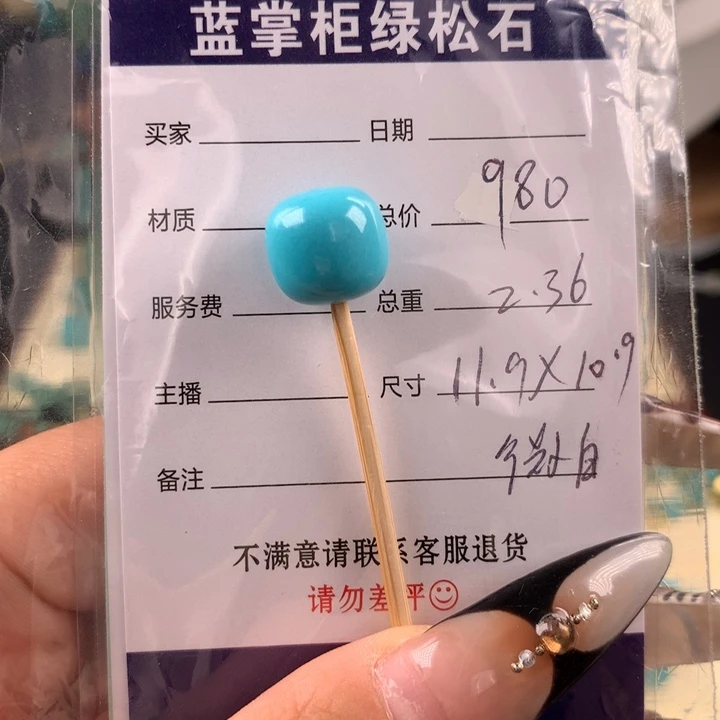 蓝掌柜绿松石
买家 日期
材质 总价 980
服务费 总重 2.36
主播 尺寸 11.9X10.9
备注
不满意请联系客服退货
请勿差评